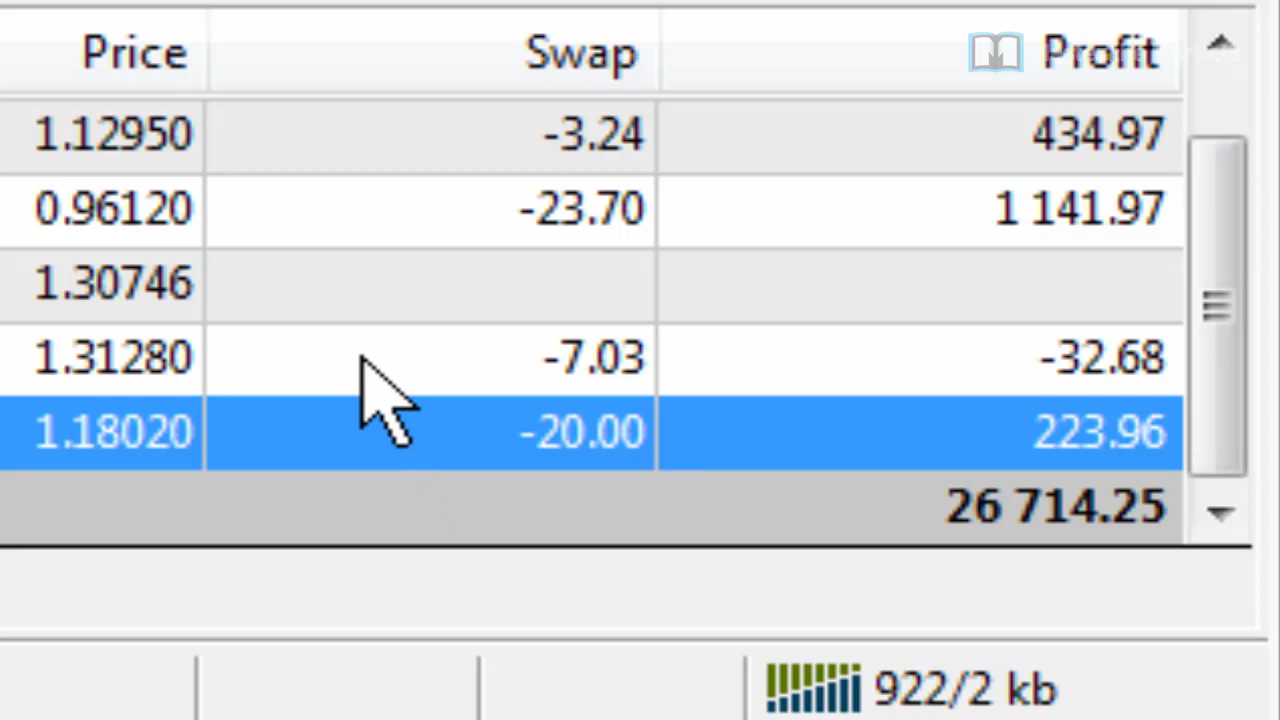 Price Swap Profit
1.12950 -3.24 434.97
0.96120 -23.70 1 141.97
1.30746
1.31280 -7.03 -32.68
1.18020 -20.00 223.96
26 714.25
922/2 kb